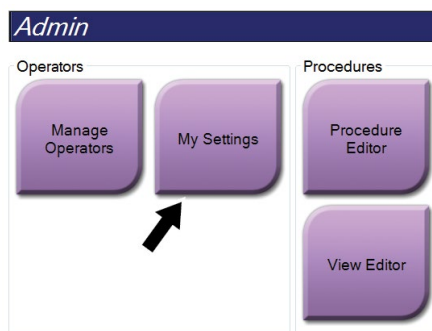 Admin
Operators
Procedures
Manage
Operators
My Settings
Procedure
Editor
View Editor